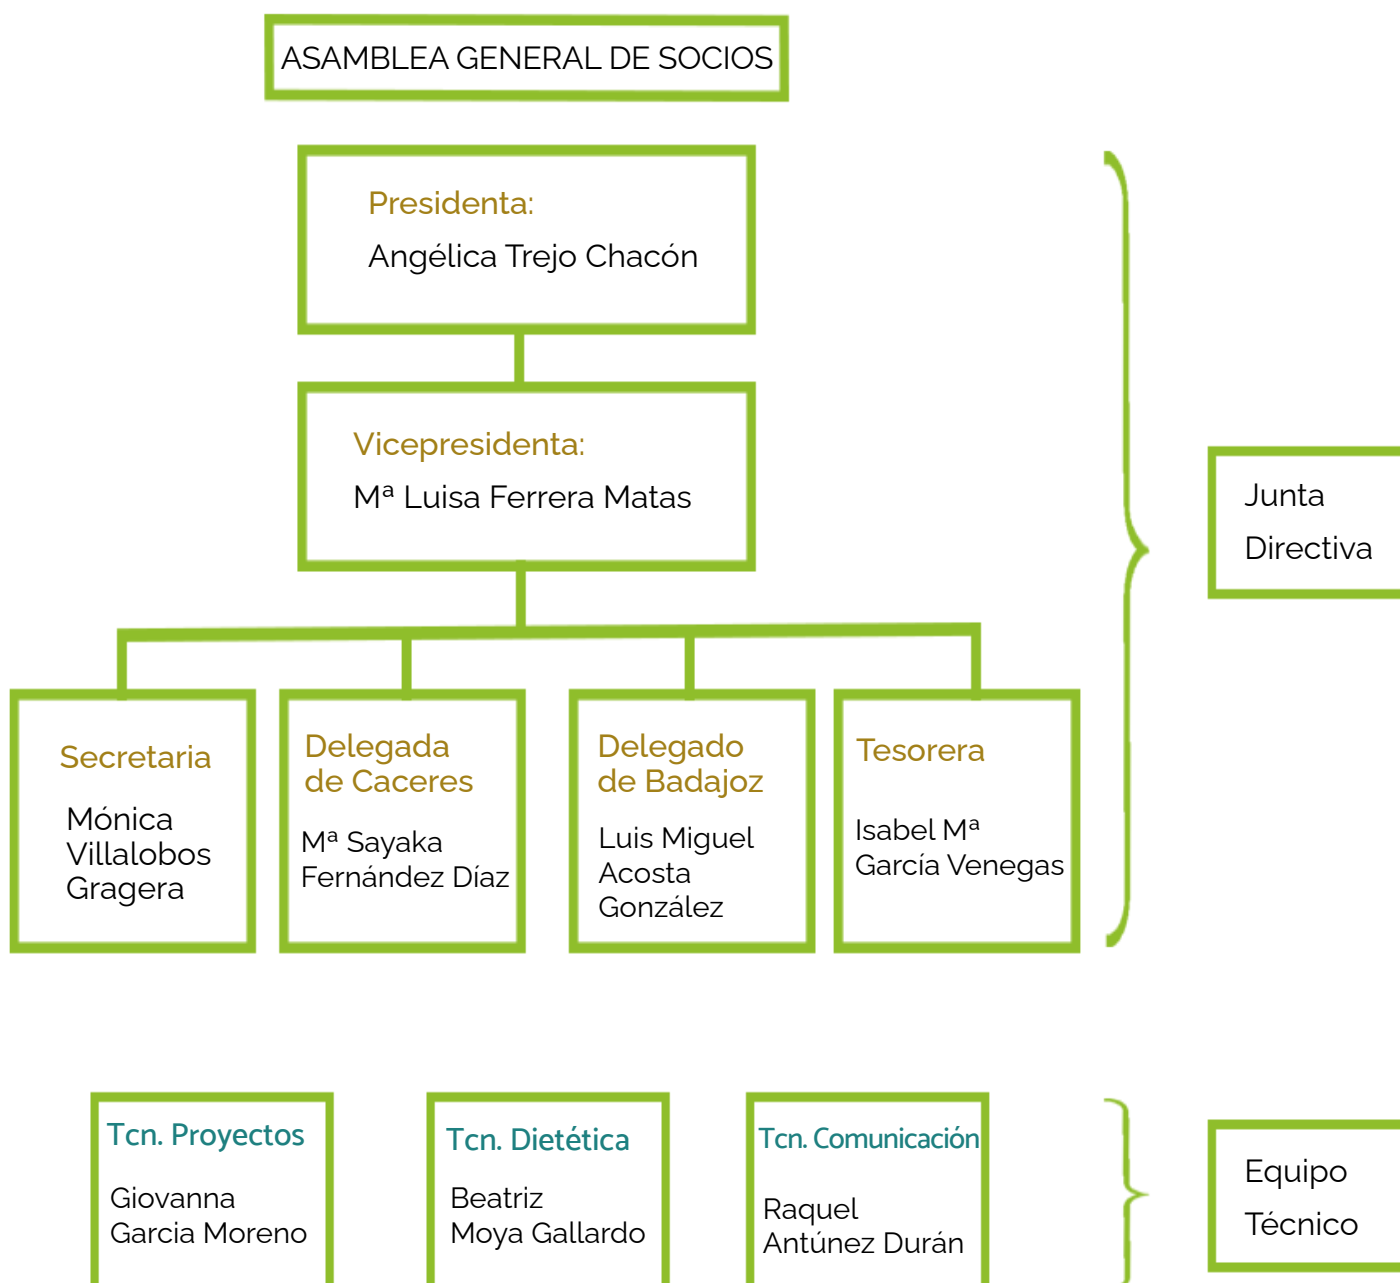 ASAMBLEA GENERAL DE SOCIOS
Presidenta:
Angélica Trejo Chacón
Vicepresidenta:
Mª Luisa Ferrera Matas
Junta
Directiva
Secretaria
Mónica
Villalobos
Gragera
Delegada
de Caceres
Mª Sayaka
Fernández Díaz
Delegado
de Badajoz
Luis Miguel
Acosta
González
Tesorera
Isabel Mª
García Venegas
Tcn. Proyectos
Giovanna
Garcia Moreno
Tcn. Dietética
Beatriz
Moya Gallardo
Tcn. Comunicación
Raquel
Antúnez Durán
Equipo
Técnico